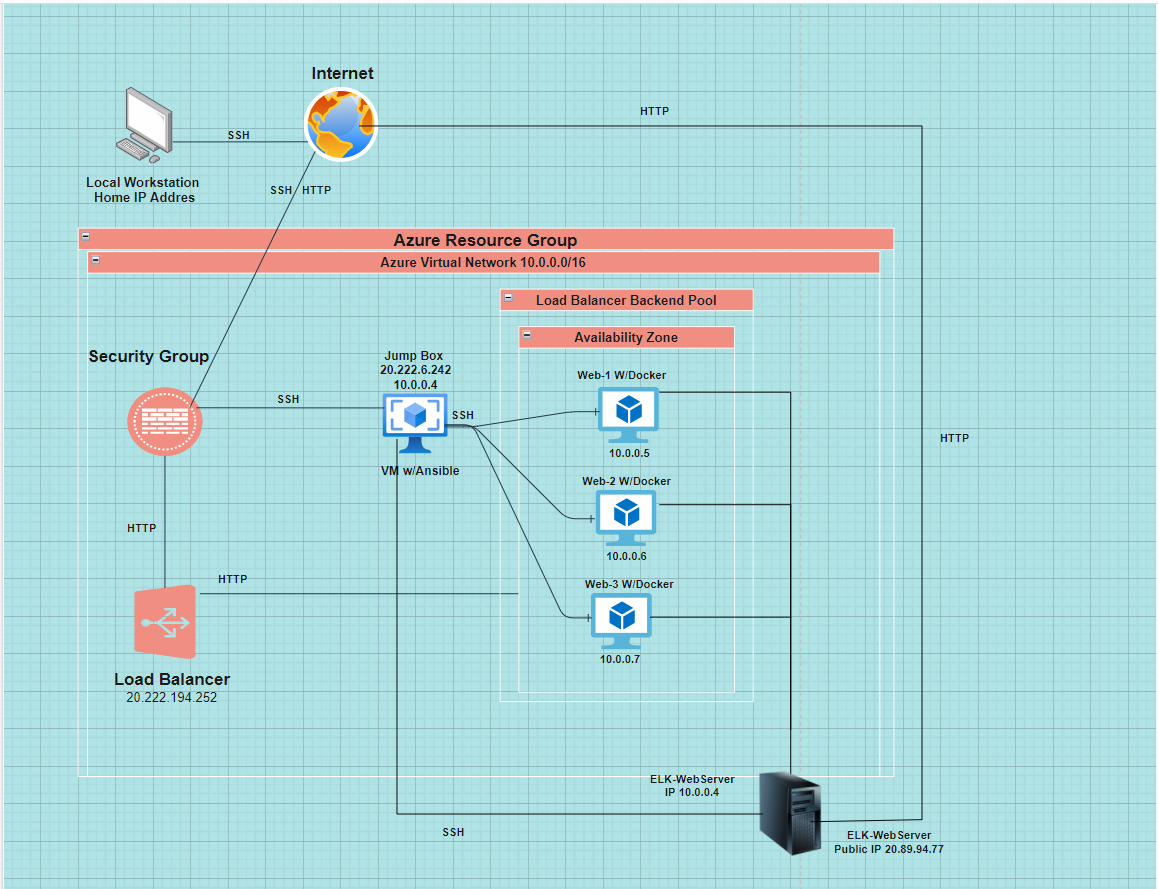 Internet
HTTP
SSH
Local Workstation
Home IP Addres
SSH
HTTP
Azure Resource Group
Azure Virtual Network 10.0.0.0/16
Load Balancer Backend Pool
Availability Zone
Security Group
Jump Box
20.222.6.242
10.0.0.4
SSH
SSH
VM w/Ansible
Web-1 W/Docker
10.0.0.5
HTTP
Web-2 W/Docker
10.0.0.6
HTTP
HTTP
Web-3 W/Docker
10.0.0.7
Load Balancer
20.222.194.252
ELK-WebServer
IP 10.0.0.4
SSH
ELK-WebServer
Public IP 20.89.94.77